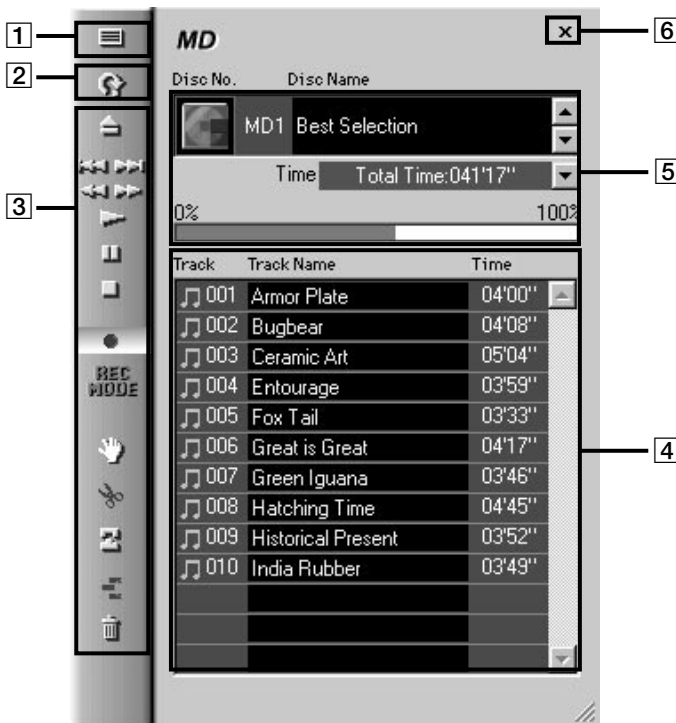 1
MD
6
2
Disc No. Disc Name
MD1 Best Selection
Time Total Time:041'17"
5
3
0% 100%
Track Track Name Time
001 Armor Plate 04'00"
002 Bugbear 04'08"
003 Ceramic Art 05'04"
REC MODE
004 Entourage 03'59"
005 Fox Tail 03'33"
006 Great is Great 04'17"
4
007 Green Iguana 03'46"
008 Hatching Time 04'45"
009 Historical Present 03'52"
010 India Rubber 03'49"